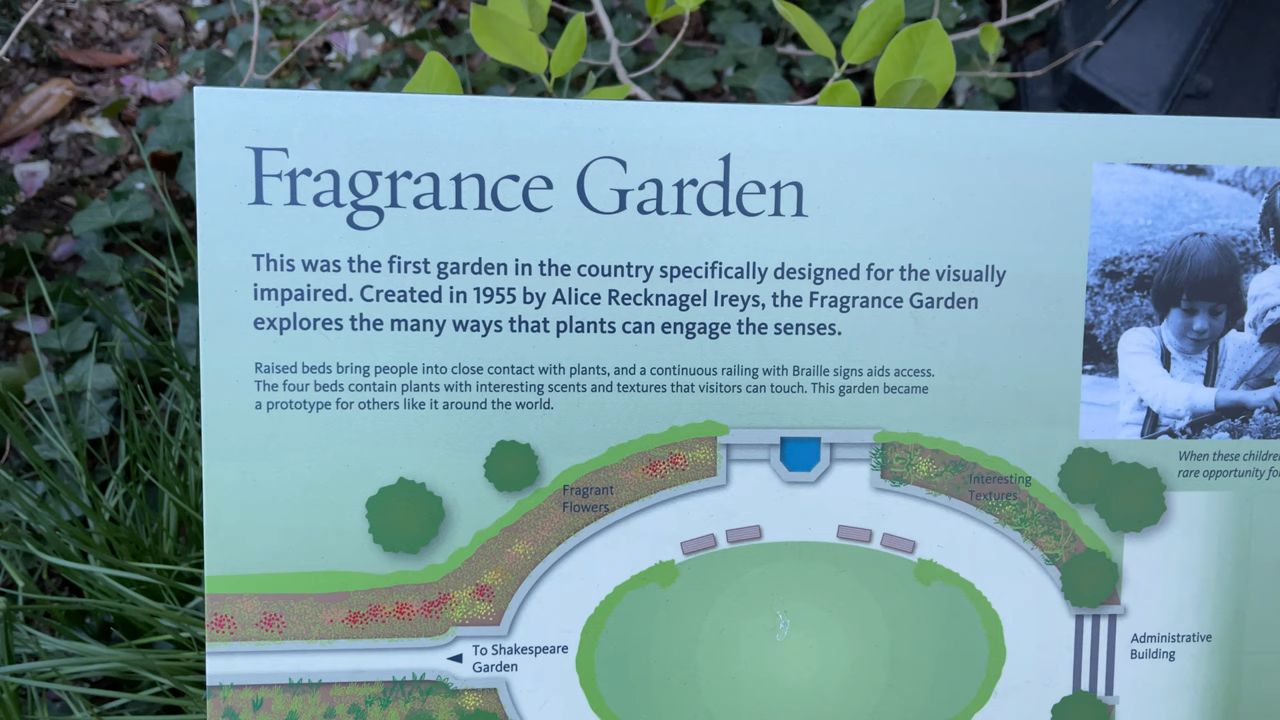 Fragrance Garden
This was the first garden in the country specifically designed for the visually
impaired. Created in 1955 by Alice Recknagel Ireys, the Fragrance Garden
explores the many ways that plants can engage the senses.
Raised beds bring people into close contact with plants, and a continuous railing with Braille signs aids access.
The four beds contain plants with interesting scents and textures that visitors can touch. This garden became
a prototype for others like it around the world.
When these children
rare opportunity for
Fragrant
Flowers
Interesting
Textures
To Shakespeare
Garden
Administrative
Building